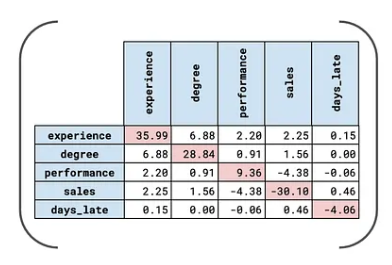 experience degree performance sales days_late
experience 35.99 6.88 2.20 2.25 0.15
degree 6.88 28.84 0.91 1.56 0.00
performance 2.20 0.91 9.36 -4.38 -0.06
sales 2.25 1.56 -4.38 -30.10 0.46
days_late 0.15 0.00 -0.06 0.46 -4.06